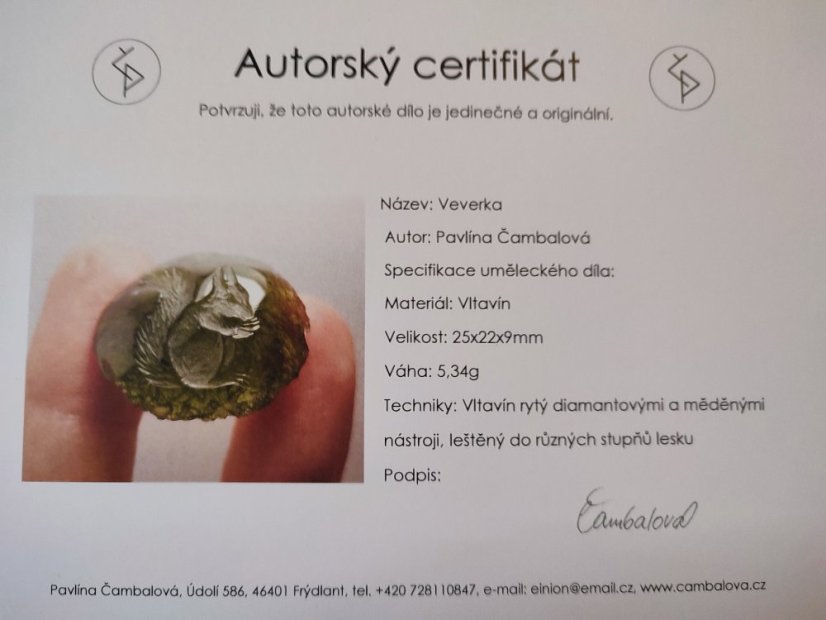 Autorský certifikát
Potvrzuji, že toto autorské dílo je jedinečné a originální.
Název: Veverka
Autor: Pavlína Čambalová
Specifikace uměleckého díla:
Materiál: Vltavín
Velikost: 25x22x9mm
Váha: 5,34g
Techniky: Vltavín rytý diamantovými a měděnými
nástroji, leštěný do různých stupňů lesku
Podpis:
Čambalová
Pavlína Čambalová, Údolí 586, 46401 Frýdlant, tel. +420 728110847, e-mail: einion@email.cz, www.cambalova.cz